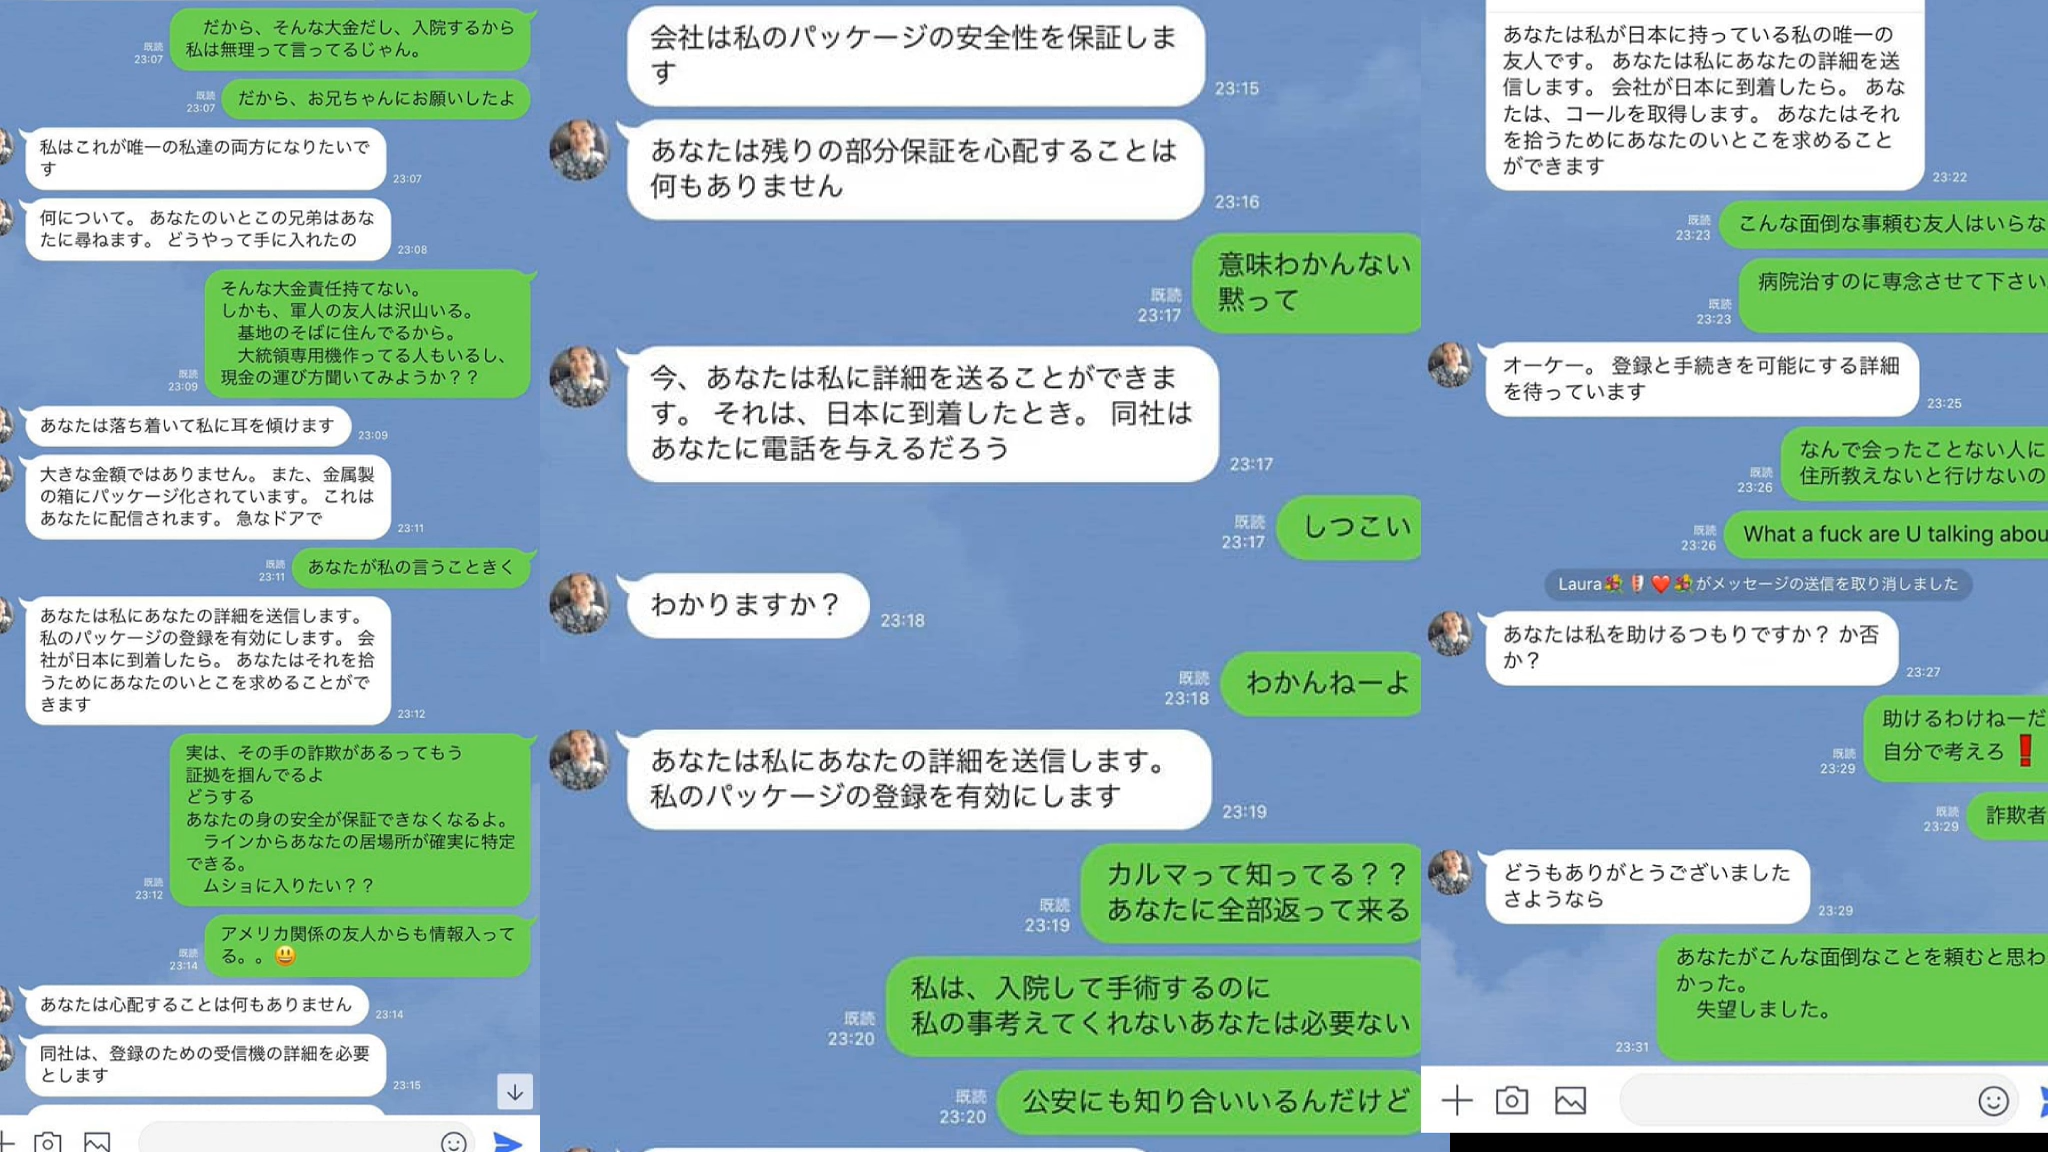 だから、そんな大金だし、入院するから
私は無理って言ってるじゃん。
既読
23:07
だから、お兄ちゃんにお願いしたよ
既読
23:07
私はこれが唯一の私達の両方になりたいで
す
23:07
何について。 あなたのいとこの兄弟はあな
たに尋ねます。 どうやって手に入れたの
23:08
そんな大金責任持てない。
しかも、軍人の友人は沢山いる。
基地のそばに住んでるから。
大統領専用機作ってる人もいるし、
現金の運び方聞いてみようか？？
既読
23:09
あなたは落ち着いて私に耳を傾けます
23:09
大きな金額ではありません。 また、金属製
の箱にパッケージ化されています。 これは
あなたに配信されます。 急なドアで
23:11
あなたが私の言うこときく
既読
23:11
あなたは私にあなたの詳細を送信します。
私のパッケージの登録を有効にします。 会
社が日本に到着したら。 あなたはそれを拾
うためにあなたのいとこを求めることがで
きます
23:12
実は、その手の詐欺があるってもう
証拠を掴んでるよ
どうする
あなたの身の安全が保証できなくなるよ。
ラインからあなたの居場所が確実に特定
できる。
ムショに入りたい？？
既読
23:12
アメリカ関係の友人からも情報入って
る。。😃
既読
23:14
あなたは心配することは何もありません
23:14
同社は、登録のための受信機の詳細を必要
とします
23:15
会社は私のパッケージの安全性を保証しま
す
23:15
あなたは残りの部分保証を心配することは
何もありません
23:16
意味わかんない
黙って
既読
23:17
今、あなたは私に詳細を送ることができま
す。 それは、日本に到着したとき。 同社は
あなたに電話を与えるだろう
23:17
しつこい
既読
23:17
わかりますか？
23:18
わかんねーよ
既読
23:18
あなたは私にあなたの詳細を送信します。
私のパッケージの登録を有効にします
23:19
カルマって知ってる？？
あなたに全部返って来る
既読
23:19
私は、入院して手術するのに
私の事考えてくれないあなたは必要ない
既読
23:20
公安にも知り合いいるんだけど
既読
23:20
あなたは私が日本に持っている私の唯一の
友人です。 あなたは私にあなたの詳細を送
信します。 会社が日本に到着したら。 あな
たは、コールを取得します。 あなたはそれ
を拾うためにあなたのいとこを求めること
ができます
23:22
こんな面倒な事頼む友人はいらな
既読
23:23
病院治すのに専念させて下さい
既読
23:23
オーケー。 登録と手続きを可能にする詳細
を待っています
23:25
なんで会ったことない人に
住所教えないと行けないの
既読
23:26
What a fuck are U talking abou
既読
23:26
Laura💐💈❤️💐がメッセージの送信を取り消しました
あなたは私を助けるつもりですか？ か否
か？
23:27
助けるわけねーだ
自分で考えろ❗
既読
23:29
詐欺者
既読
23:29
どうもありがとうございました
さようなら
23:29
あなたがこんな面倒なことを頼むと思わ
かった。
失望しました。
23:31